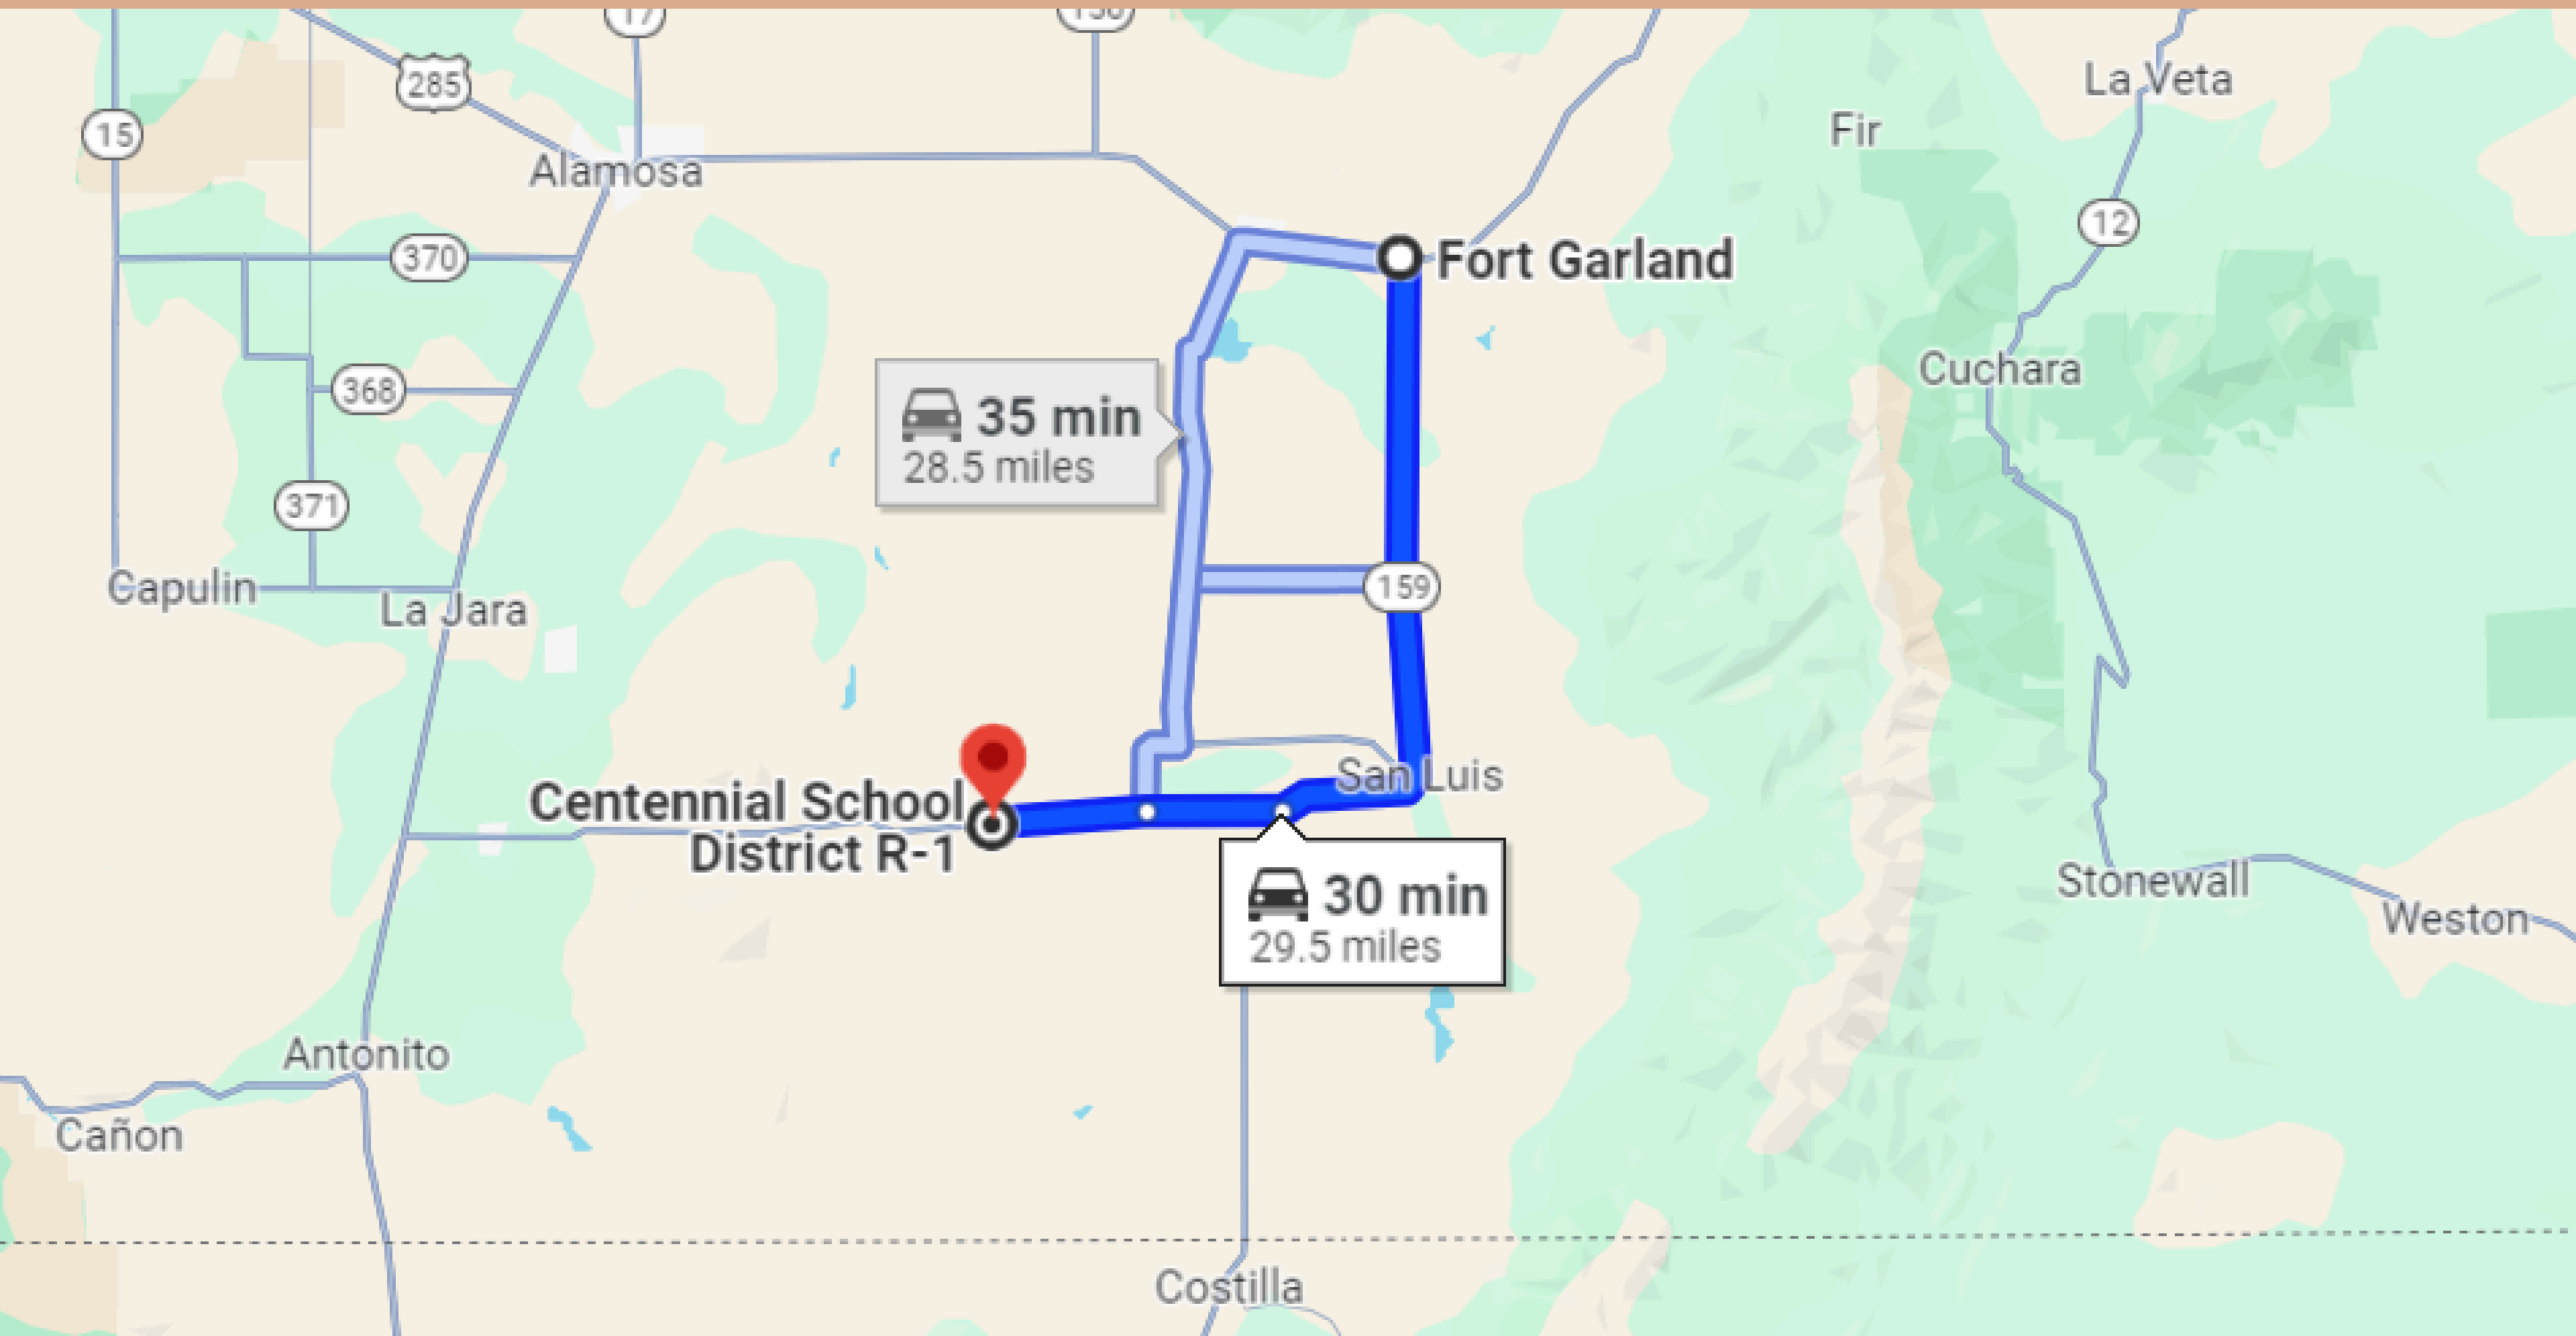 17
285
La Veta
15
Fir
Alamosa
12
370
Fort Garland
Cuchara
368
35 min
28.5 miles
371
159
Capulin
La Jara
San Luis
Centennial School
District R-1
30 min
29.5 miles
Stonewall
Weston
Antonito
Cañon
Costilla